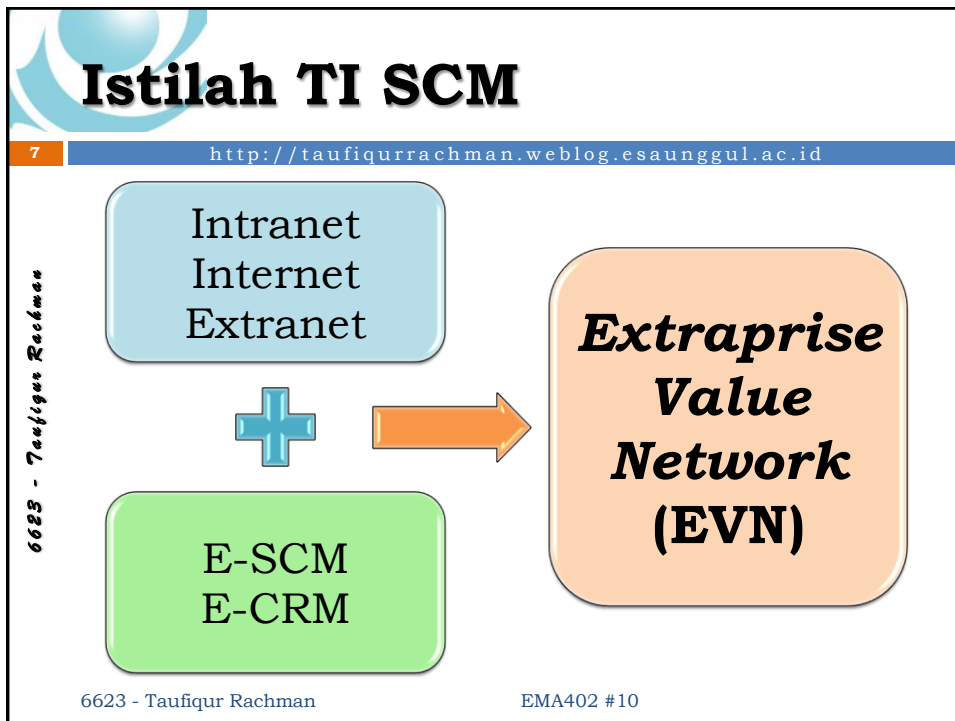 Istilah TI SCM
7
http://taufiqurrachman.weblog.esaunggul.ac.id
6623 - Taufiqur Rachman
Intranet
Internet
Extranet
E-SCM
E-CRM
Extraprise
Value
Network
(EVN)
6623 - Taufiqur Rachman
EMA402 #10